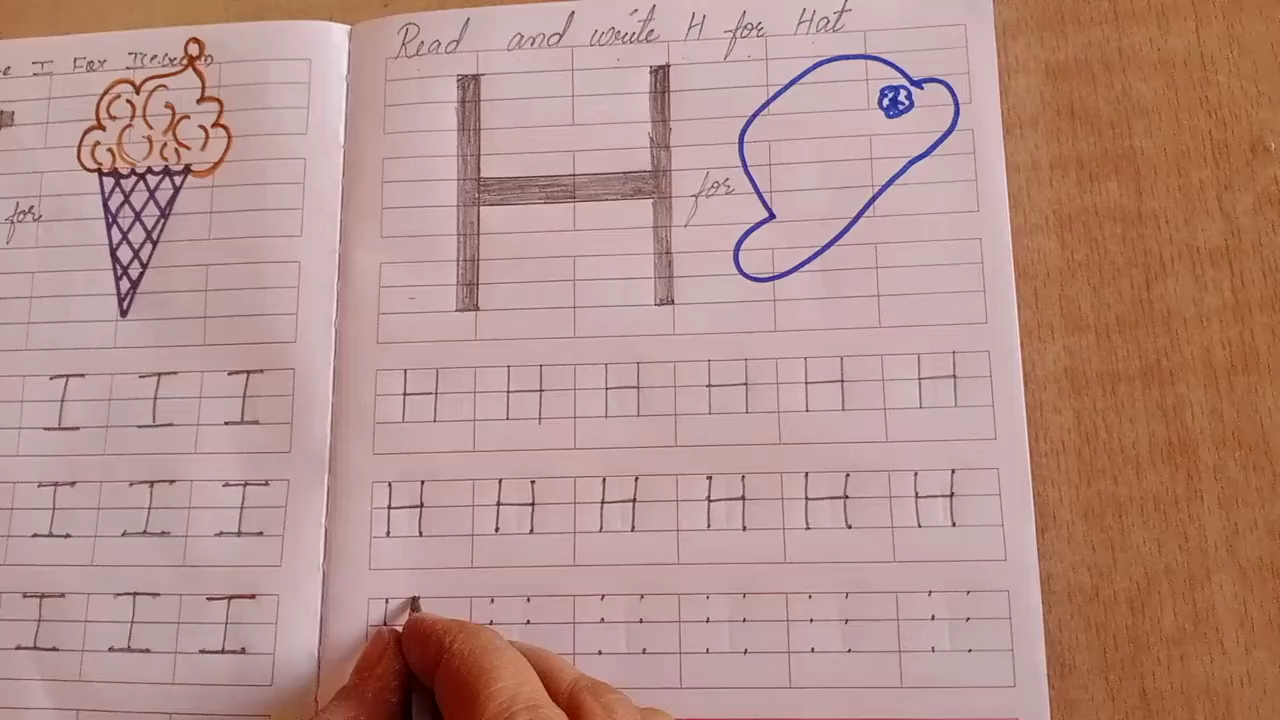 I For Icecream
for
I I I
I I I
I I I
Read and write H for Hat
H for
H H H H H H
H H H H H H